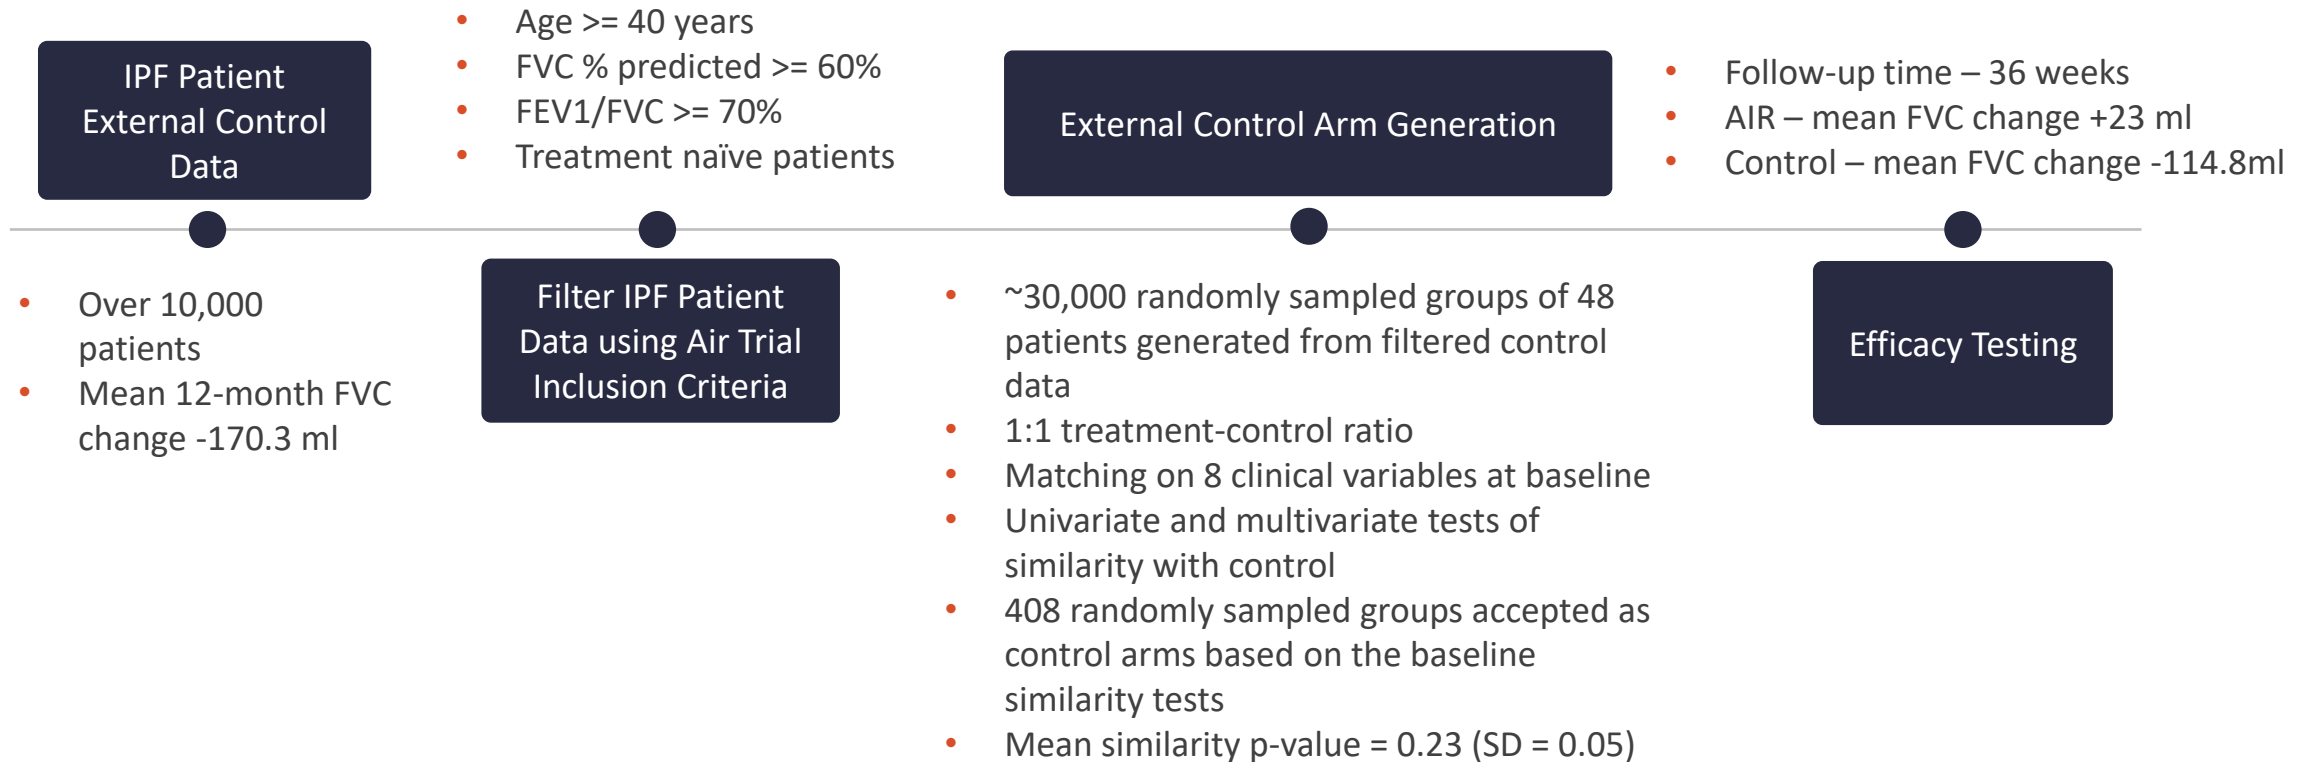 IPF Patient
External Control
Data
• Over 10,000
patients
• Mean 12-month FVC
change -170.3 ml
• Age >= 40 years
• FVC % predicted >= 60%
• FEV1/FVC >= 70%
• Treatment naïve patients
Filter IPF Patient
Data using Air Trial
Inclusion Criteria
External Control Arm Generation
• ~30,000 randomly sampled groups of 48
patients generated from filtered control
data
• 1:1 treatment-control ratio
• Matching on 8 clinical variables at baseline
• Univariate and multivariate tests of
similarity with control
• 408 randomly sampled groups accepted as
control arms based on the baseline
similarity tests
• Mean similarity p-value = 0.23 (SD = 0.05)
• Follow-up time – 36 weeks
• AIR – mean FVC change +23 ml
• Control – mean FVC change -114.8ml
Efficacy Testing